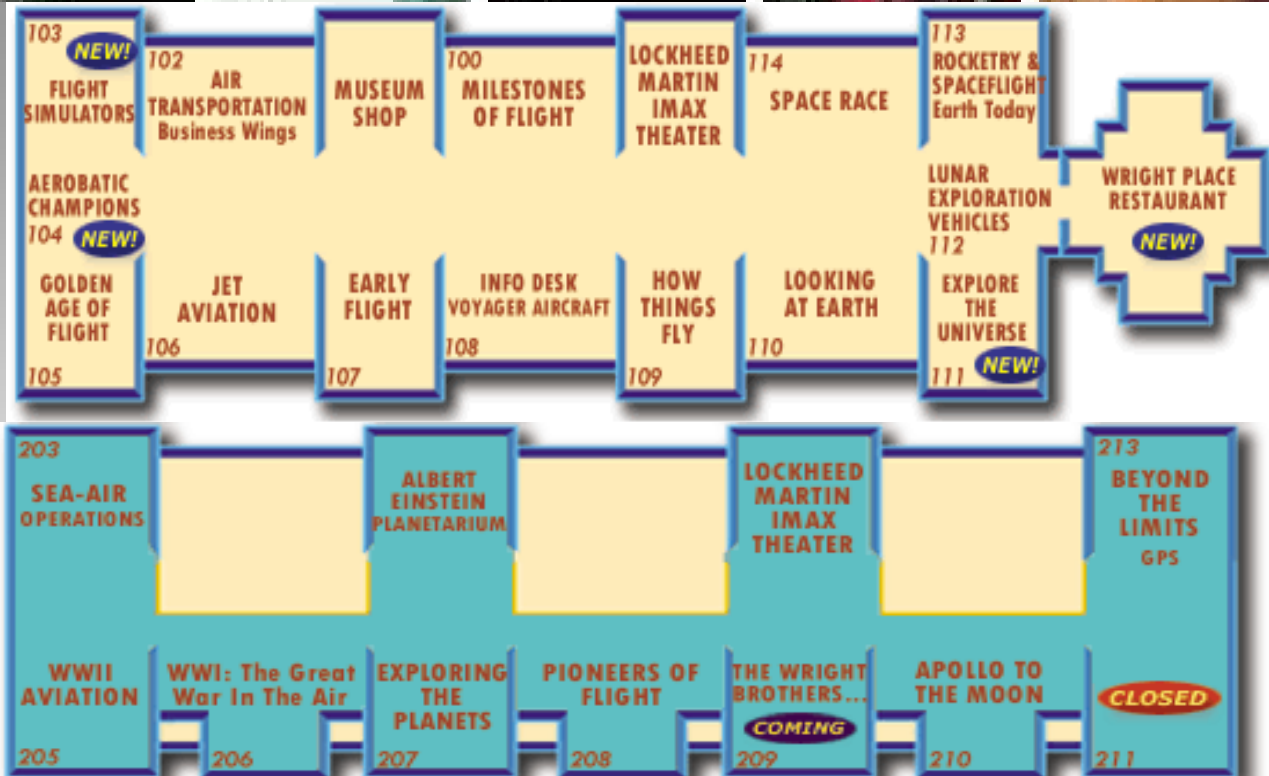 103
NEW!
FLIGHT
SIMULATORS
AEROBATIC
CHAMPIONS
104 NEW!
GOLDEN
AGE OF
FLIGHT
105
102
AIR
TRANSPORTATION
Business Wings
JET
AVIATION
106
MUSEUM
SHOP
EARLY
FLIGHT
107
100
MILESTONES
OF FLIGHT
INFO DESK
VOYAGER AIRCRAFT
108
LOCKHEED
MARTIN
IMAX
THEATER
HOW
THINGS
FLY
109
114
SPACE RACE
LOOKING
AT EARTH
110
113
ROCKETRY &
SPACEFLIGHT
Earth Today
LUNAR
EXPLORATION
VEHICLES
112
EXPLORE
THE
UNIVERSE
NEW!
111
WRIGHT PLACE
RESTAURANT
NEW!
203
SEA-AIR
OPERATIONS
WWII
AVIATION
205
WWI: The Great
War In The Air
206
ALBERT
EINSTEIN
PLANETARIUM
EXPLORING
THE
PLANETS
207
PIONEERS OF
FLIGHT
208
LOCKHEED
MARTIN
IMAX
THEATER
THE WRIGHT
BROTHERS...
COMING
209
APOLLO TO
THE MOON
210
213
BEYOND
THE
LIMITS
GPS
CLOSED
211